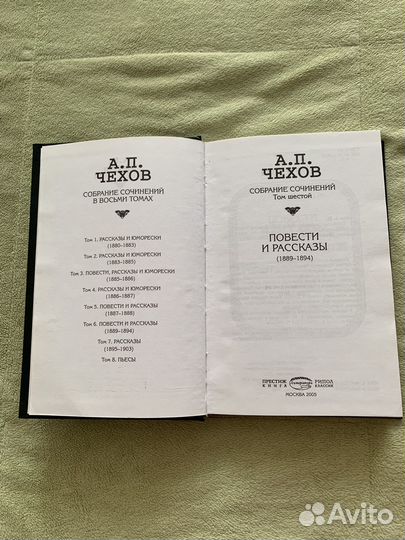 А.П.
ЧЕХОВ
СОБРАНИЕ СОЧИНЕНИЙ
В ВОСЬМИ ТОМАХ
Том 1. РАССКАЗЫ И ЮМОРЕСКИ
(1880–1883)
Том 2. РАССКАЗЫ И ЮМОРЕСКИ
(1883–1885)
Том 3. ПОВЕСТИ, РАССКАЗЫ И ЮМОРЕСКИ
(1885–1886)
Том 4. РАССКАЗЫ И ЮМОРЕСКИ
(1886–1887)
Том 5. ПОВЕСТИ И РАССКАЗЫ
(1887–1888)
Том 6. ПОВЕСТИ И РАССКАЗЫ
(1889–1894)
Том 7. РАССКАЗЫ
(1895–1903)
Том 8. ПЬЕСЫ
А.П.
ЧЕХОВ
СОБРАНИЕ СОЧИНЕНИЙ
Том шестой
ПОВЕСТИ
И РАССКАЗЫ
(1889–1894)
ПРЕСТИЖ
КНИГА
РИПОЛ
КЛАССИК
МОСКВА 2005
Avito